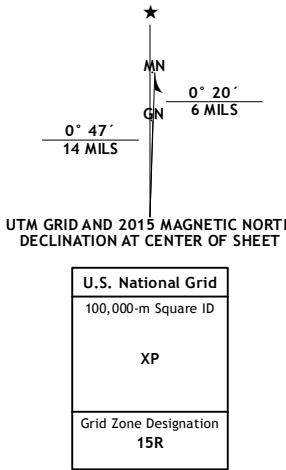 ★
MN
0° 20´
6 MILS
GN
0° 47´
14 MILS
UTM GRID AND 2015 MAGNETIC NORT
DECLINATION AT CENTER OF SHEET
U.S. National Grid
100,000-m Square ID
XP
Grid Zone Designation
15R